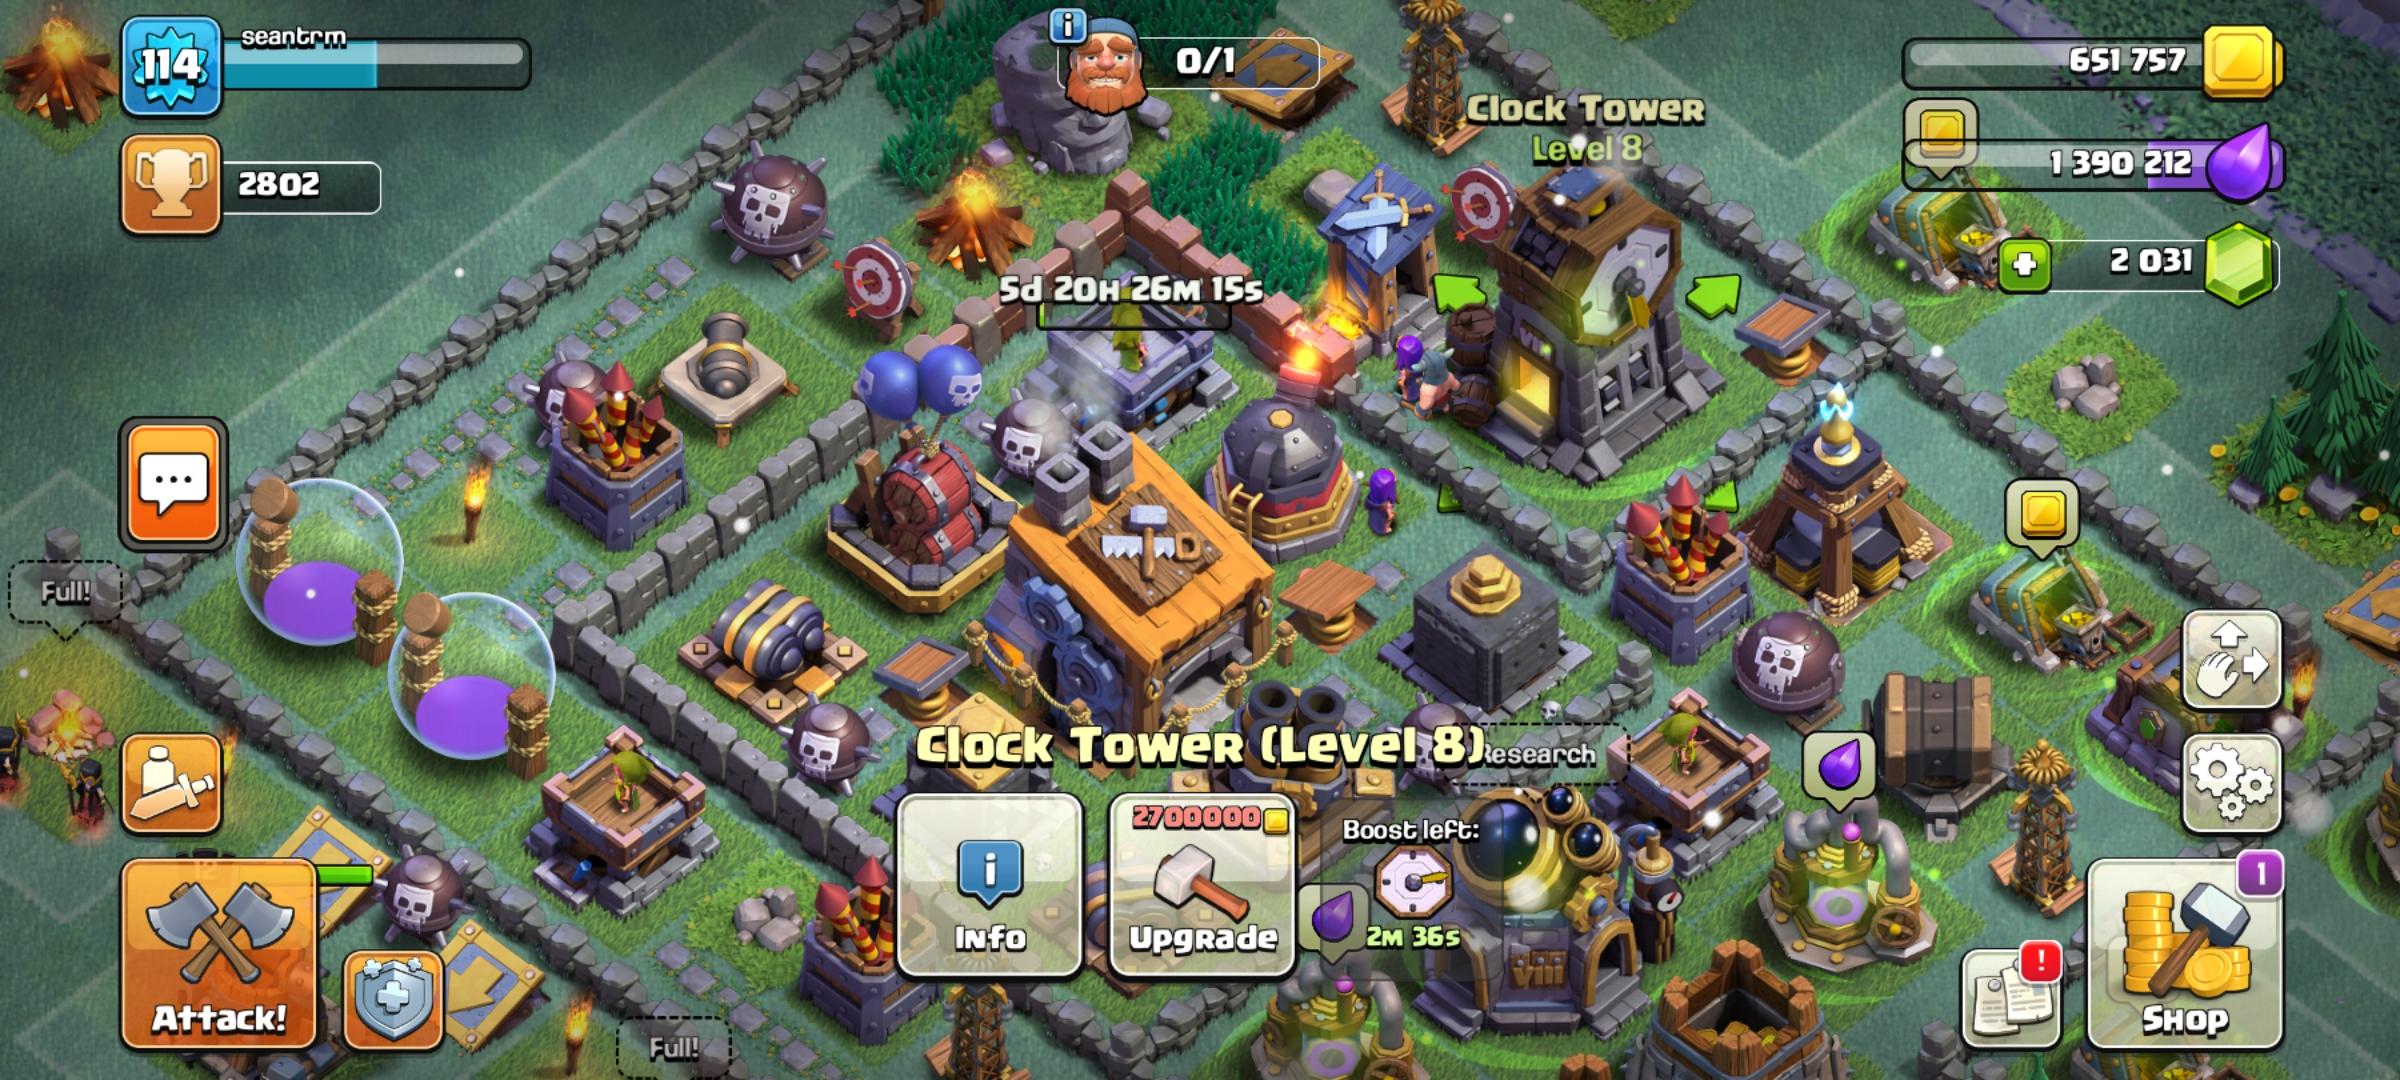 114
seantrm
0/1
651 757
Clock Tower
Level 8
1 390 212
2802
2 031
5d 20H 26M 15s
Full!
Clock Tower (Level 8)
Research
2700000
Boost left:
Info
Upgrade
2M 36s
VIII
1
Attack!
!
Shop
Full!